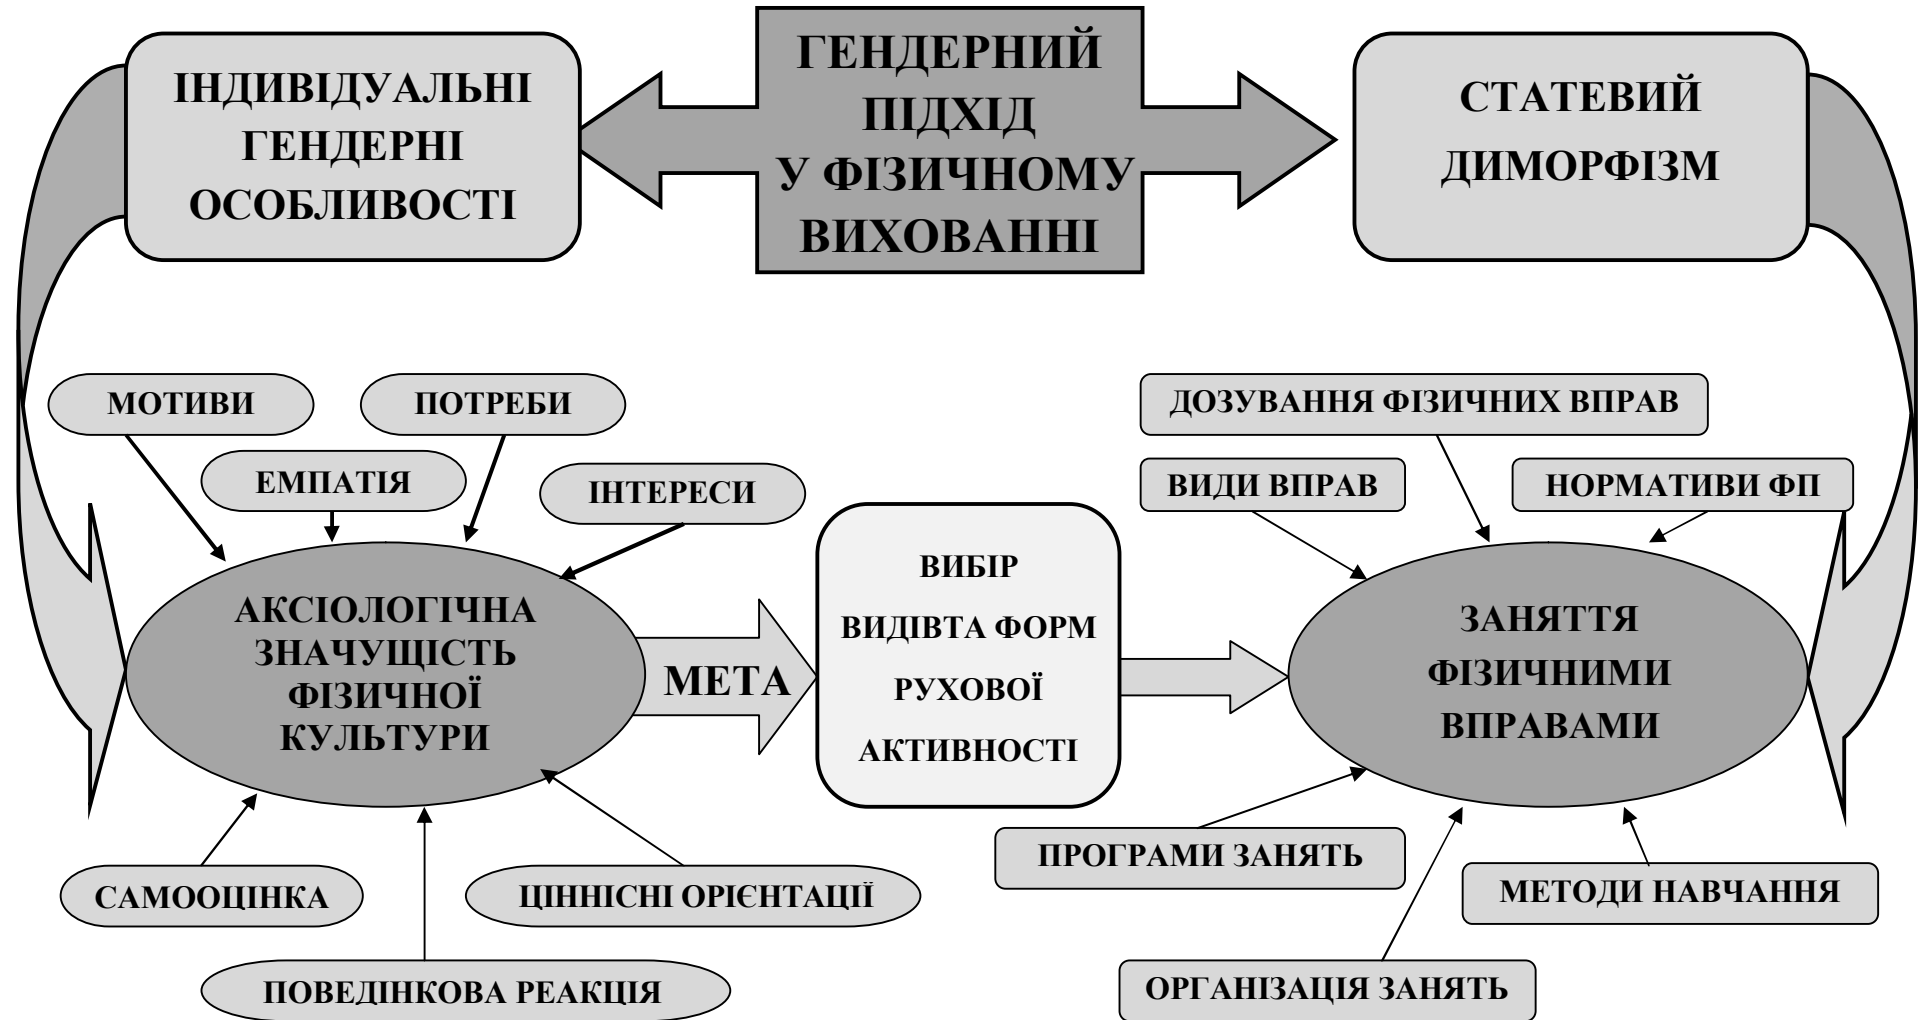 ІНДИВІДУАЛЬНІ
ГЕНДЕРНІ
ОСОБЛИВОСТІ
ГЕНДЕРНИЙ
ПІДХІД
У ФІЗИЧНОМУ
ВИХОВАННІ
СТАТЕВИЙ
ДИМОРФІЗМ
МОТИВИ
ПОТРЕБИ
ЕМПАТІЯ
ІНТЕРЕСИ
АКСІОЛОГІЧНА
ЗНАЧУЩІСТЬ
ФІЗИЧНОЇ
КУЛЬТУРИ
САМООЦІНКА
ЦІННІСНІ ОРІЄНТАЦІЇ
ПОВЕДІНКОВА РЕАКЦІЯ
МЕТА
ВИБІР
ВИДІВТА ФОРМ
РУХОВОЇ
АКТИВНОСТІ
ДОЗУВАННЯ ФІЗИЧНИХ ВПРАВ
ВИДИ ВПРАВ
НОРМАТИВИ ФП
ЗАНЯТТЯ
ФІЗИЧНИМИ
ВПРАВАМИ
ПРОГРАМИ ЗАНЯТЬ
МЕТОДИ НАВЧАННЯ
ОРГАНІЗАЦІЯ ЗАНЯТЬ